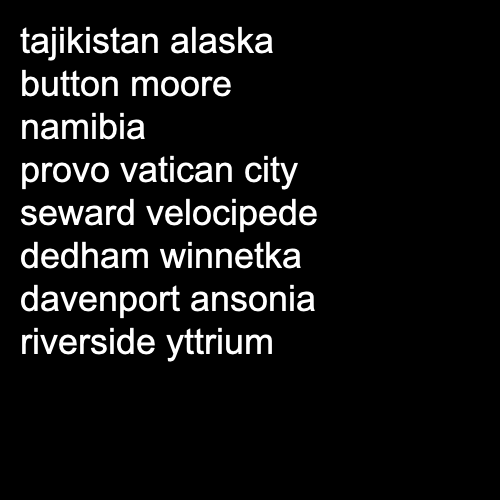 tajikistan alaska
button moore
namibia
provo vatican city
seward velocipede
dedham winnetka
davenport ansonia
riverside yttrium